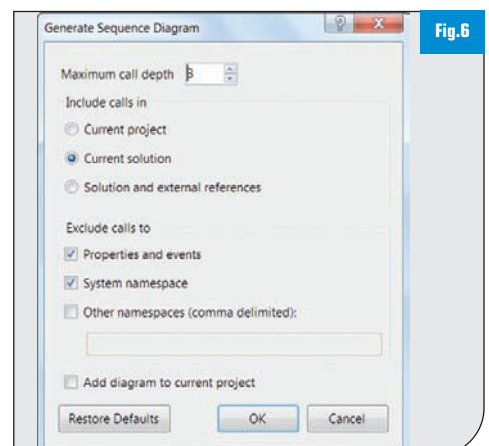 Generate Sequence Diagram
Fig.6
Maximum call depth 3
Include calls in
Current project
Current solution
Solution and external references
Exclude calls to
Properties and events
System namespace
Other namespaces (comma delimited):
Add diagram to current project
Restore Defaults OK Cancel